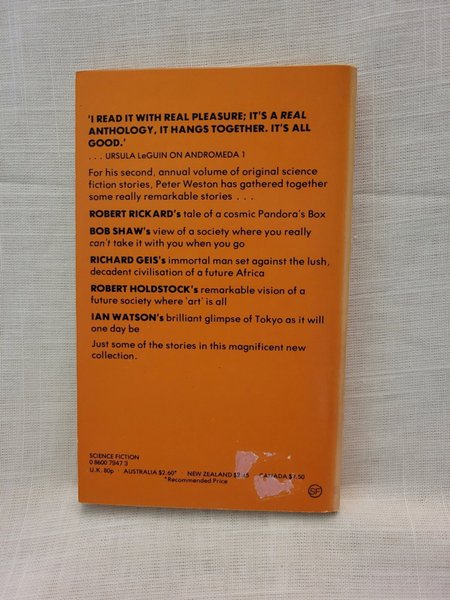 'I READ IT WITH REAL PLEASURE; IT'S A REAL
ANTHOLOGY, IT HANGS TOGETHER. IT'S ALL
GOOD.'
. . . URSULA LeGUIN ON ANDROMEDA 1
For his second, annual volume of original science
fiction stories, Peter Weston has gathered together
some really remarkable stories . . .
ROBERT RICKARD's tale of a cosmic Pandora's Box
BOB SHAW's view of a society where you really
can't take it with you when you go
RICHARD GEIS's immortal man set against the lush,
decadent civilisation of a future Africa
ROBERT HOLDSTOCK's remarkable vision of a
future society where 'art' is all
IAN WATSON's brilliant glimpse of Tokyo as it will
one day be
Just some of the stories in this magnificent new
collection.
SCIENCE FICTION
0 8600 7947 3
U.K. 80p AUSTRALIA $2.60* NEW ZEALAND CANADA
*Recommended Price
SF